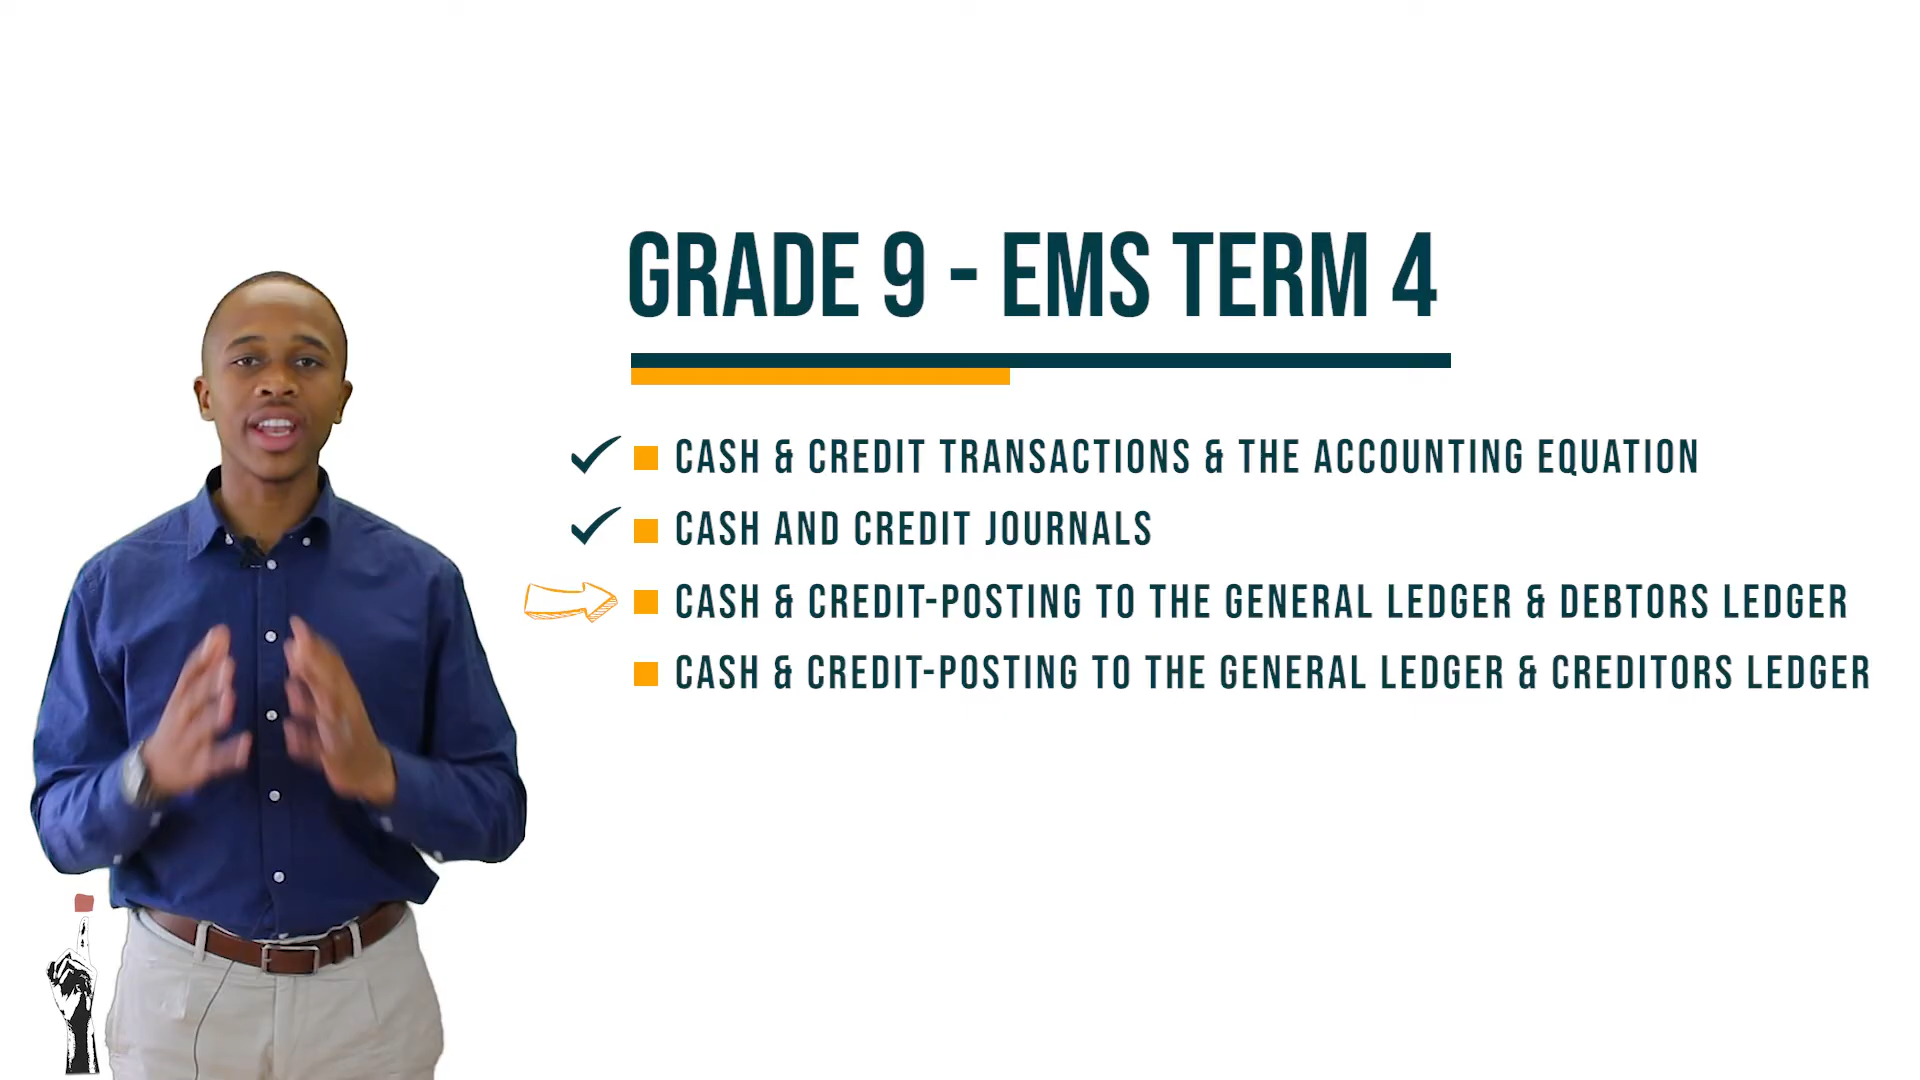 GRADE 9 - EMS TERM 4
CASH & CREDIT TRANSACTIONS & THE ACCOUNTING EQUATION
CASH AND CREDIT JOURNALS
CASH & CREDIT-POSTING TO THE GENERAL LEDGER & DEBTORS LEDGER
CASH & CREDIT-POSTING TO THE GENERAL LEDGER & CREDITORS LEDGER